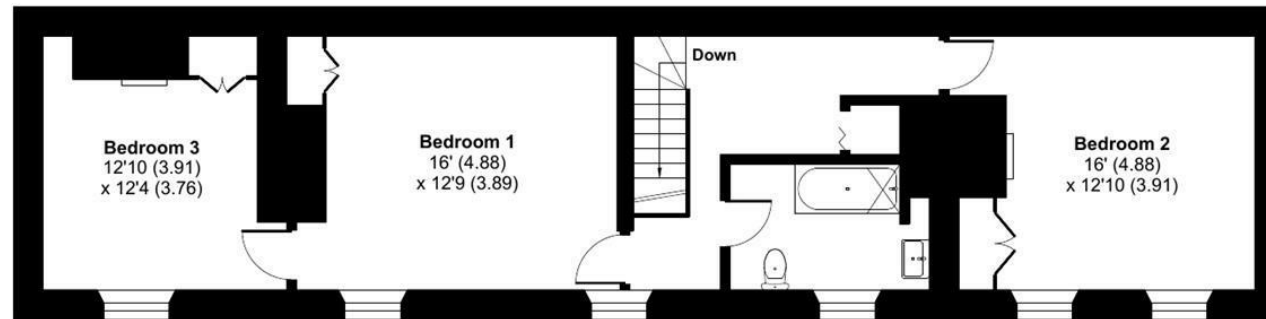 Down
Bedroom 3
12'10 (3.91)
x 12'4 (3.76)
Bedroom 1
16' (4.88)
x 12'9 (3.89)
Bedroom 2
16' (4.88)
x 12'10 (3.91)